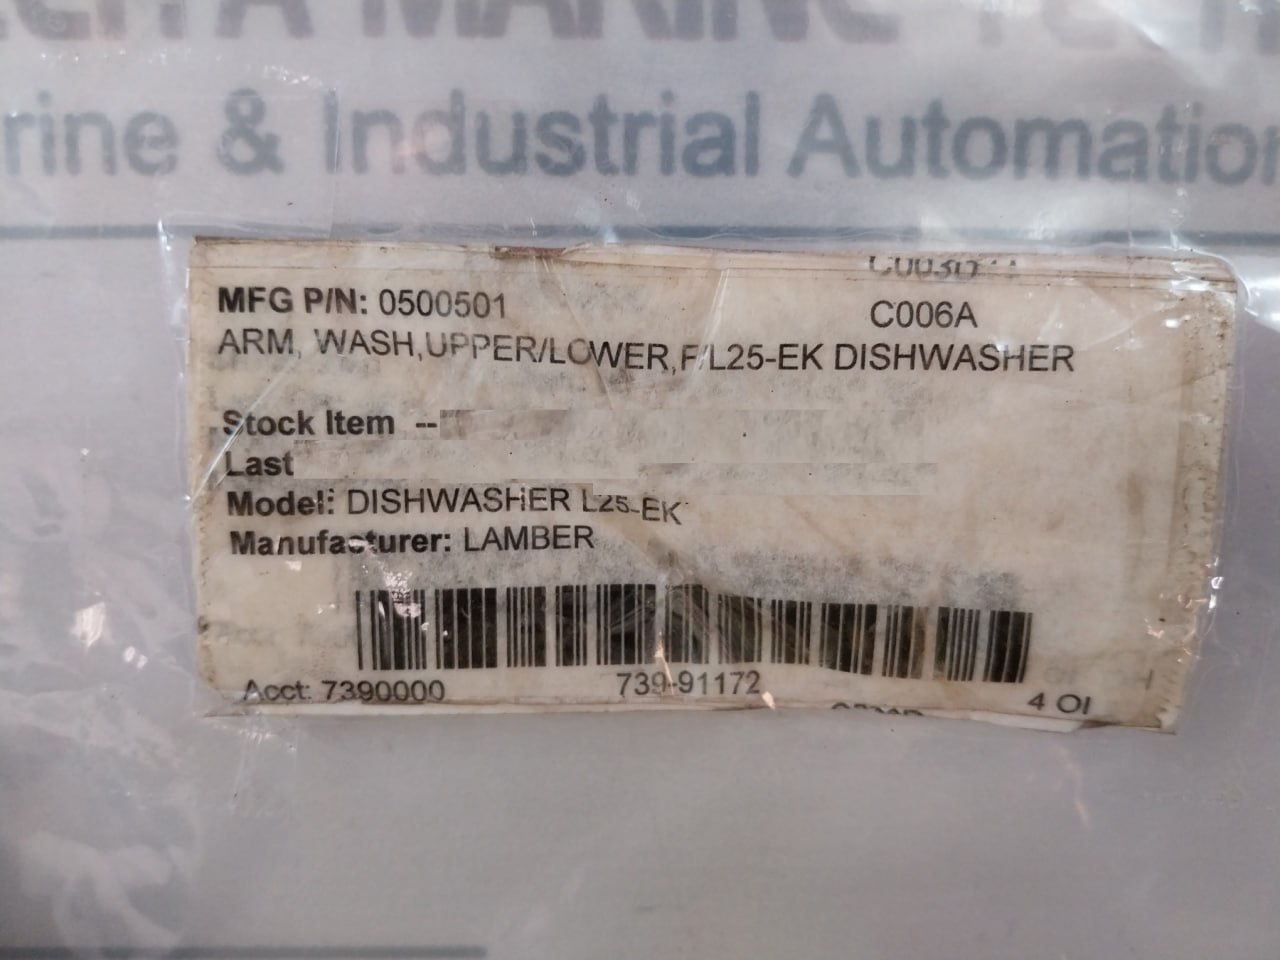 MARINE
rine & Industrial Automation
MFG P/N: 0500501
C006A
ARM, WASH,UPPER/LOWER,F/L25-EK DISHWASHER
Stock Item --
Last
Model: DISHWASHER L25-EK
Manufacturer: LAMBER
Acct: 7390000
739-91172
4 OI